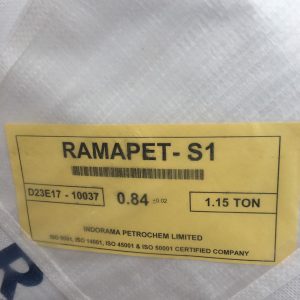 RAMAPET- S1
D23E17 - 10037 0.84 ±0.02 1.15 TON
INDORAMA PETROCHEM LIMITED
ISO 9001, ISO 14001, ISO 45001 & ISO 50001 CERTIFIED COMPANY
R